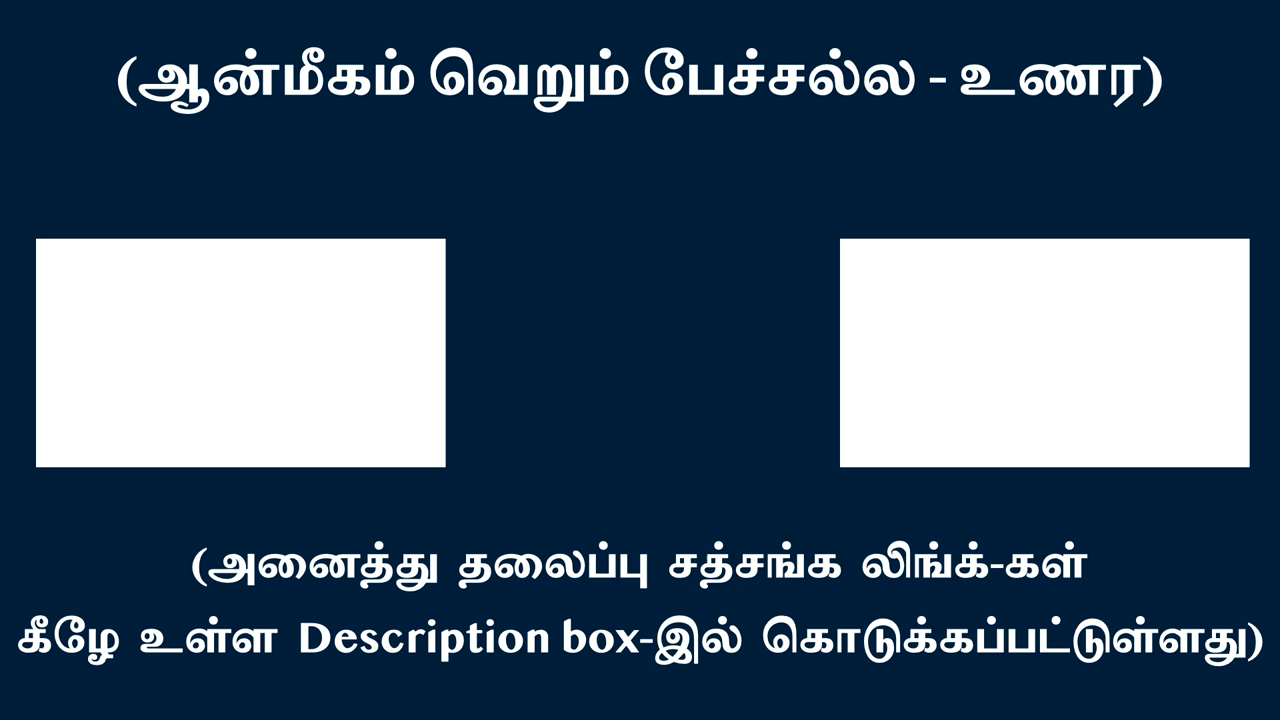 (ஆன்மீகம் வெறும் பேச்சல்ல - உணர)
(அனைத்து தலைப்பு சத்சங்க லிங்க்-கள்
கீழே உள்ள Description box-இல் கொடுக்கப்பட்டுள்ளது)